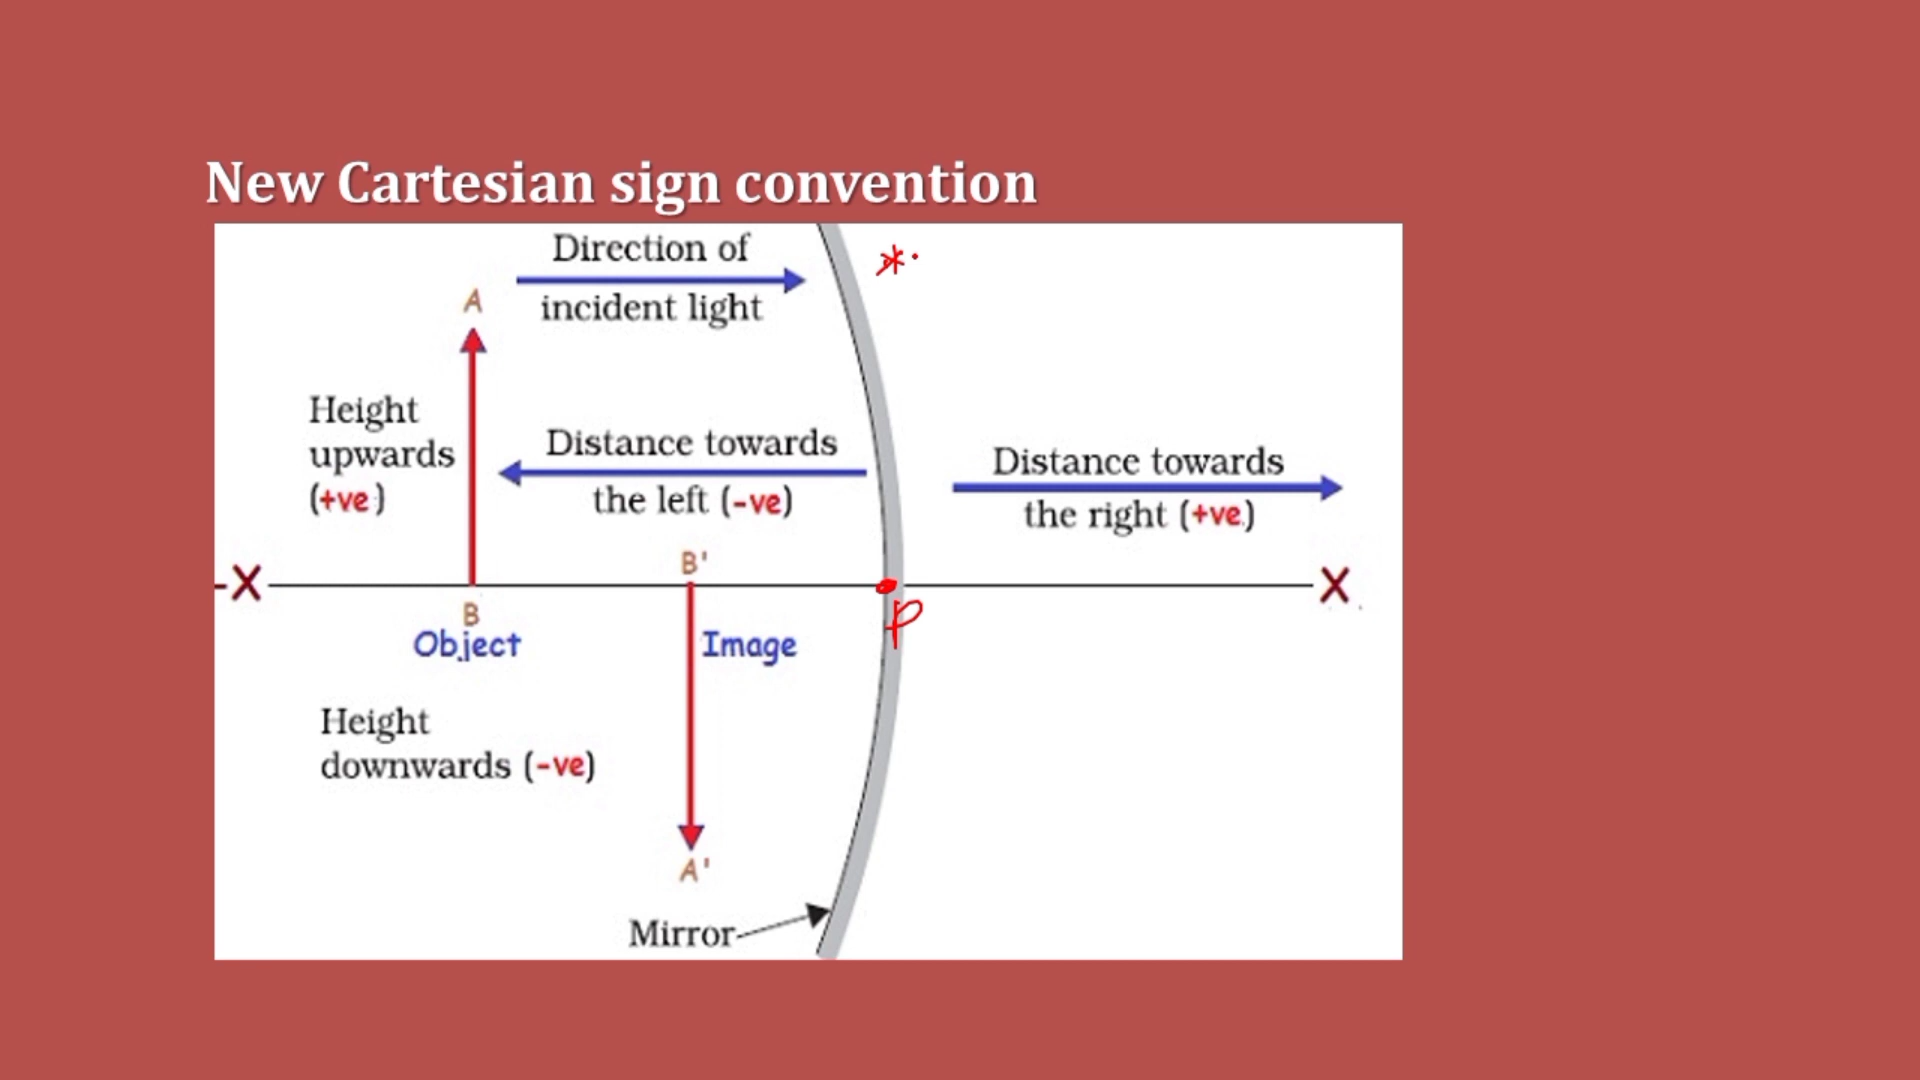 New Cartesian sign convention
Direction of
incident light
*.
A
Height
upwards
(+ve)
Distance towards
the left (-ve)
Distance towards
the right (+ve)
B'
-X
X
B
P
Object
Image
Height
downwards (-ve)
A'
Mirror